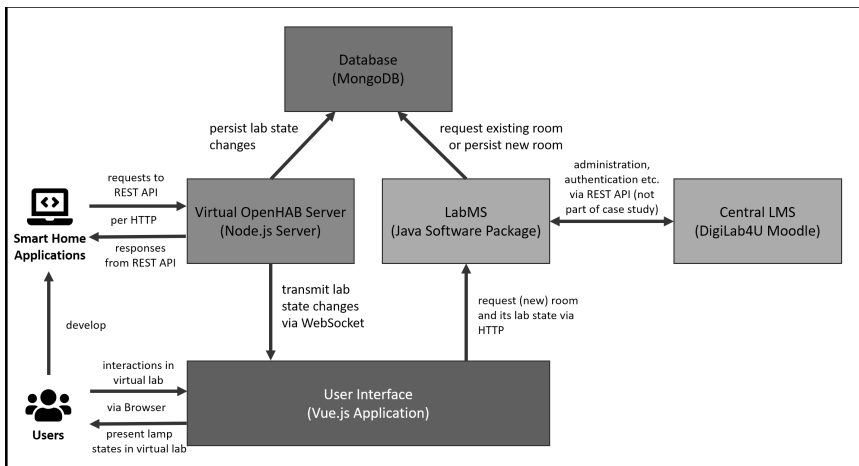 Database
(MongoDB)
persist lab state
changes
request existing room
or persist new room
requests to
REST API
per HTTP
responses
from REST API
Smart Home
Applications
Virtual OpenHAB Server
(Node.js Server)
LabMS
(Java Software Package)
administration,
authentication etc.
via REST API (not
part of case study)
Central LMS
(DigiLab4U Moodle)
develop
transmit lab
state changes
via WebSocket
request (new) room
and its lab state via
HTTP
interactions in
virtual lab
via Browser
present lamp
states in virtual lab
Users
User Interface
(Vue.js Application)